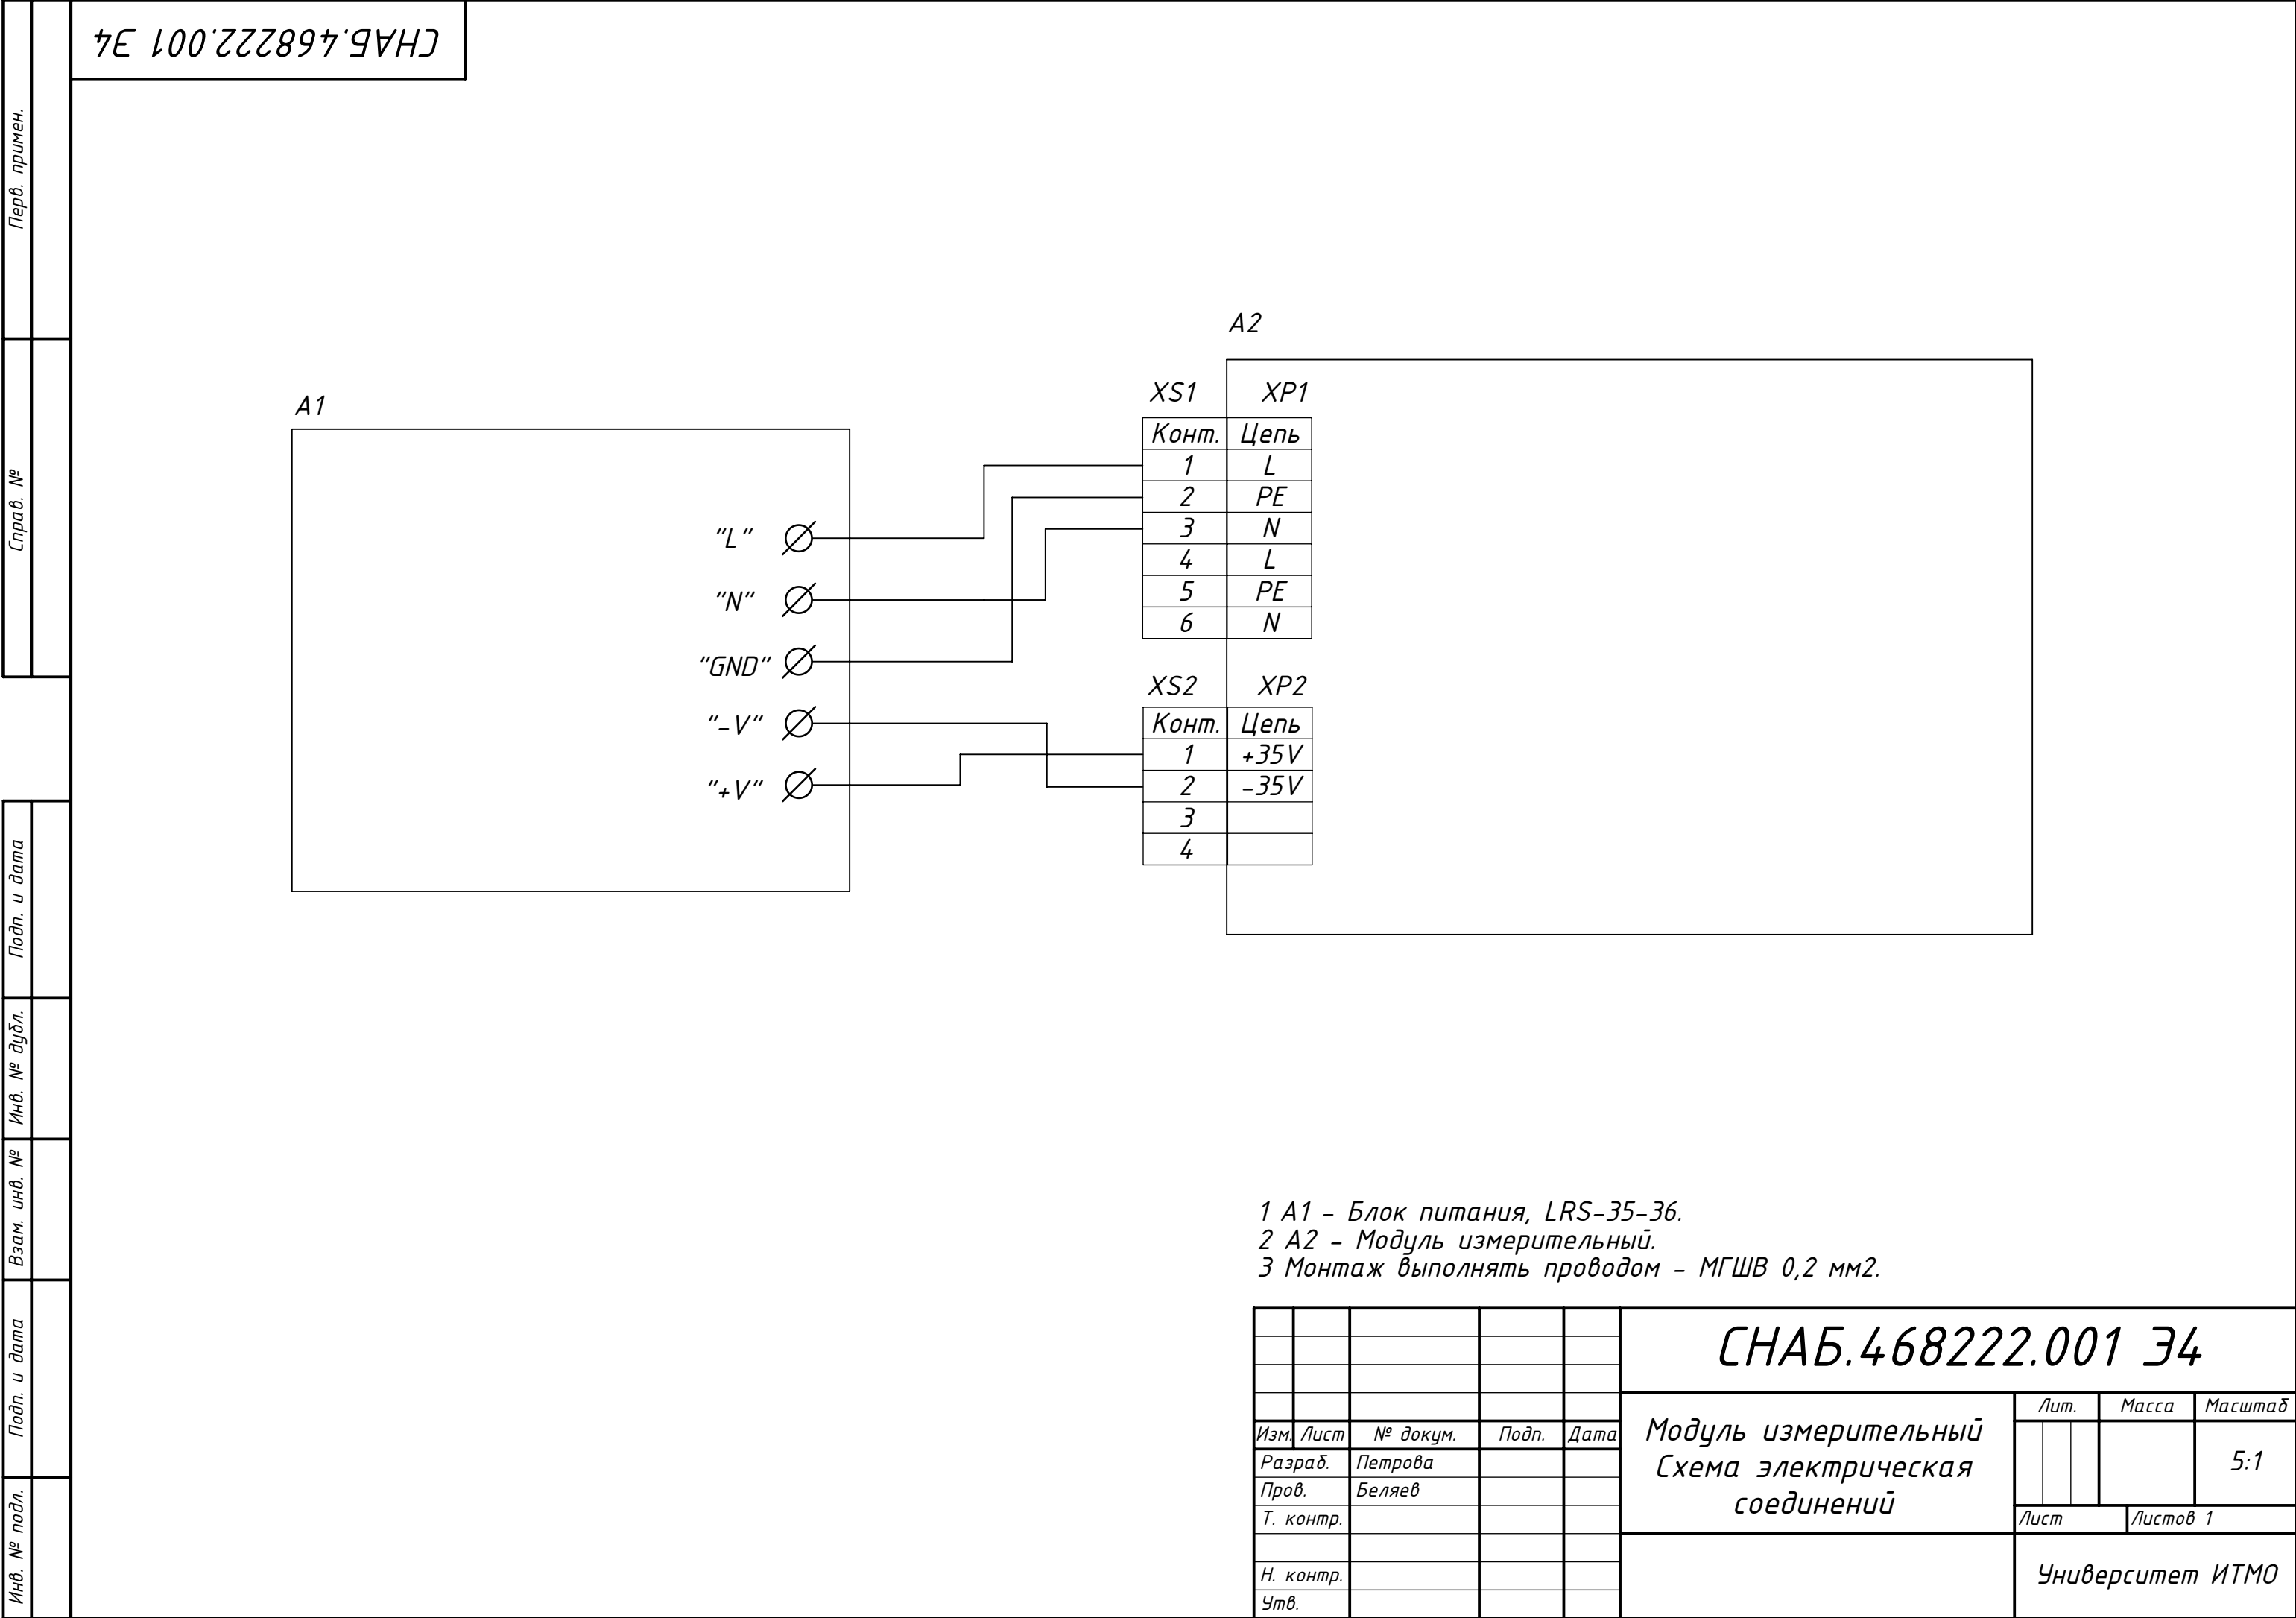 СНАБ.468222.001 Э4
Перв. примен.
Справ. №
Подп. и дата
Инв. № дубл.
Взам. инв. №
Подп. и дата
Инв. № подл.
A1
"L"
"N"
"GND"
"-V"
"+V"
A2
XS1 XP1
Конт. Цепь
1 L
2 PE
3 N
4 L
5 PE
6 N
XS2 XP2
Конт. Цепь
1 +35V
2 -35V
3
4
1 А1 - Блок питания, LRS-35-36.
2 А2 - Модуль измерительный.
3 Монтаж выполнять проводом - МГШВ 0,2 мм2.
СНАБ.468222.001 Э4
Изм. Лист № докум. Подп. Дата
Разраб. Петрова
Пров. Беляев
Т. контр.
Н. контр.
Утв.
Модуль измерительный
Схема электрическая
соединений
Лит. Масса Масштаб
5:1
Лист Листов 1
Университет ИТМО